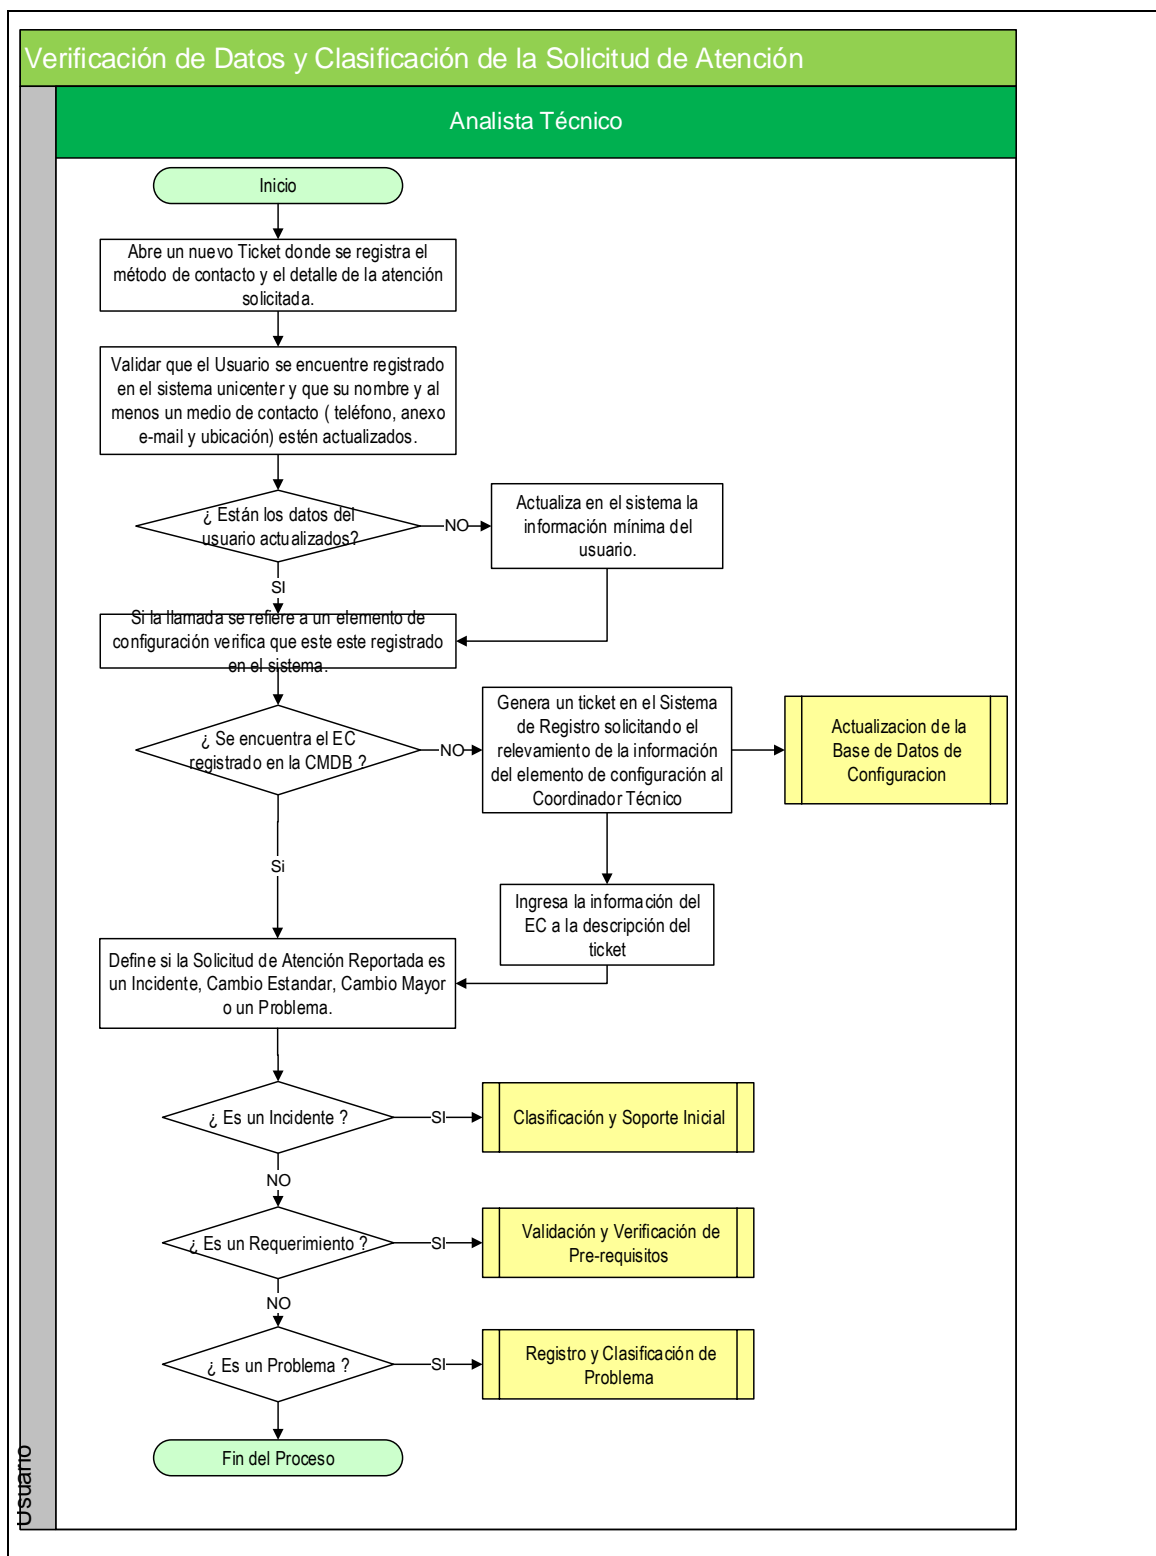 Verificación de Datos y Clasificación de la Solicitud de Atención
Analista Técnico
Inicio
Abre un nuevo Ticket donde se registra el
método de contacto y el detalle de la atención
solicitada.
Validar que el Usuario se encuentre registrado
en el sistema unicenter y que su nombre y al
menos un medio de contacto ( teléfono, anexo
e-mail y ubicación) estén actualizados.
¿ Están los datos del
usuario actualizados?
NO
Actualiza en el sistema la
información mínima del
usuario.
SI
Si la llamada se refiere a un elemento de
configuración verifica que este este registrado
en el sistema.
¿ Se encuentra el EC
registrado en la CMDB ?
NO
Genera un ticket en el Sistema
de Registro solicitando el
relevamiento de la información
del elemento de configuración al
Coordinador Técnico
Actualizacion de la
Base de Datos de
Configuracion
Si
Ingresa la información del
EC a la descripción del
ticket
Define si la Solicitud de Atención Reportada es
un Incidente, Cambio Estandar, Cambio Mayor
o un Problema.
¿ Es un Incidente ?
SI
Clasificación y Soporte Inicial
NO
¿ Es un Requerimiento ?
SI
Validación y Verificación de
Pre-requisitos
NO
¿ Es un Problema ?
SI
Registro y Clasificación de
Problema
Fin del Proceso
Usuario